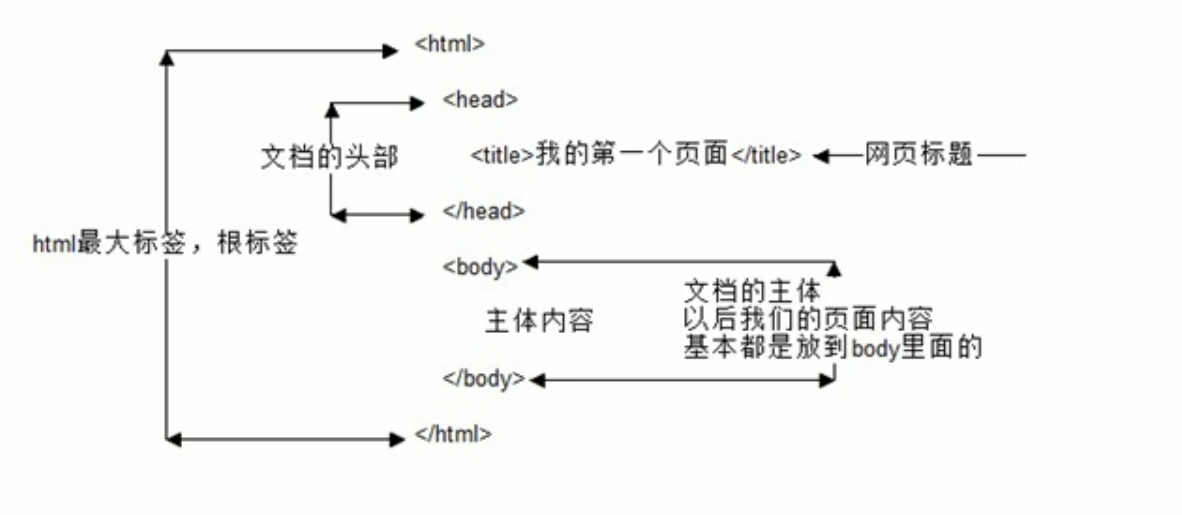 <html>
<head>
文档的头部
<title>我的第一个页面</title>
网页标题
</head>
html最大标签，根标签
<body>
文档的主体
主体内容
以后我们的页面内容
基本都是放到body里面的
</body>
</html>